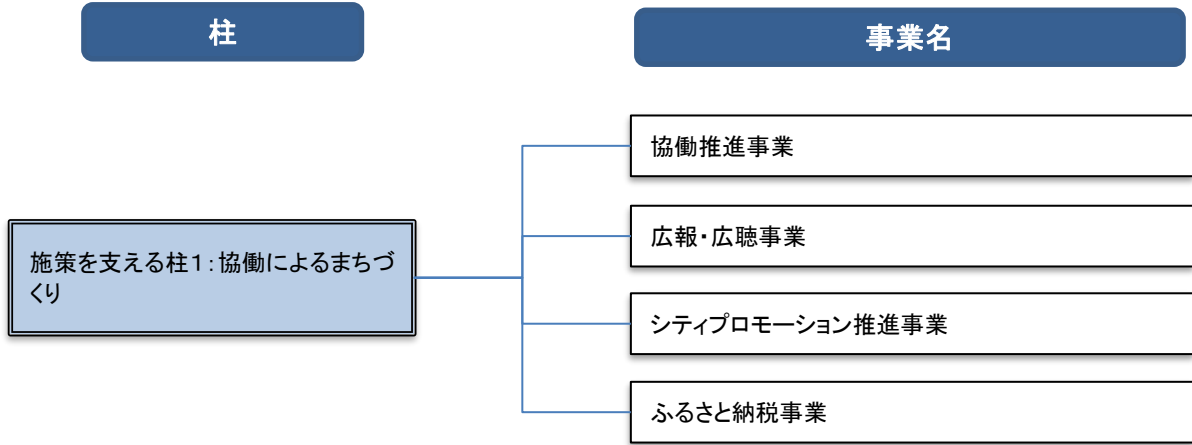 柱
事業名
協働推進事業
広報・広聴事業
施策を支える柱1：協働によるまちづ
くり
シティプロモーション推進事業
ふるさと納税事業